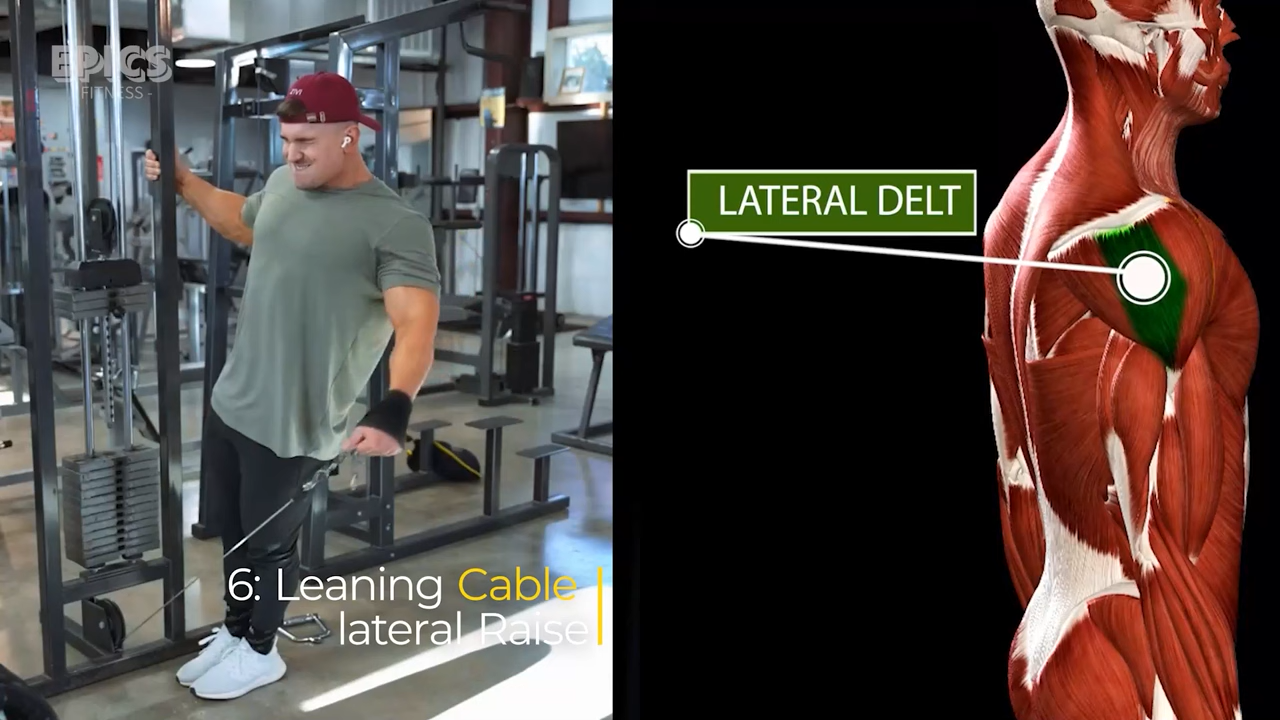 EPICS
- FITNESS -
LATERAL DELT
6: Leaning Cable
lateral Raise